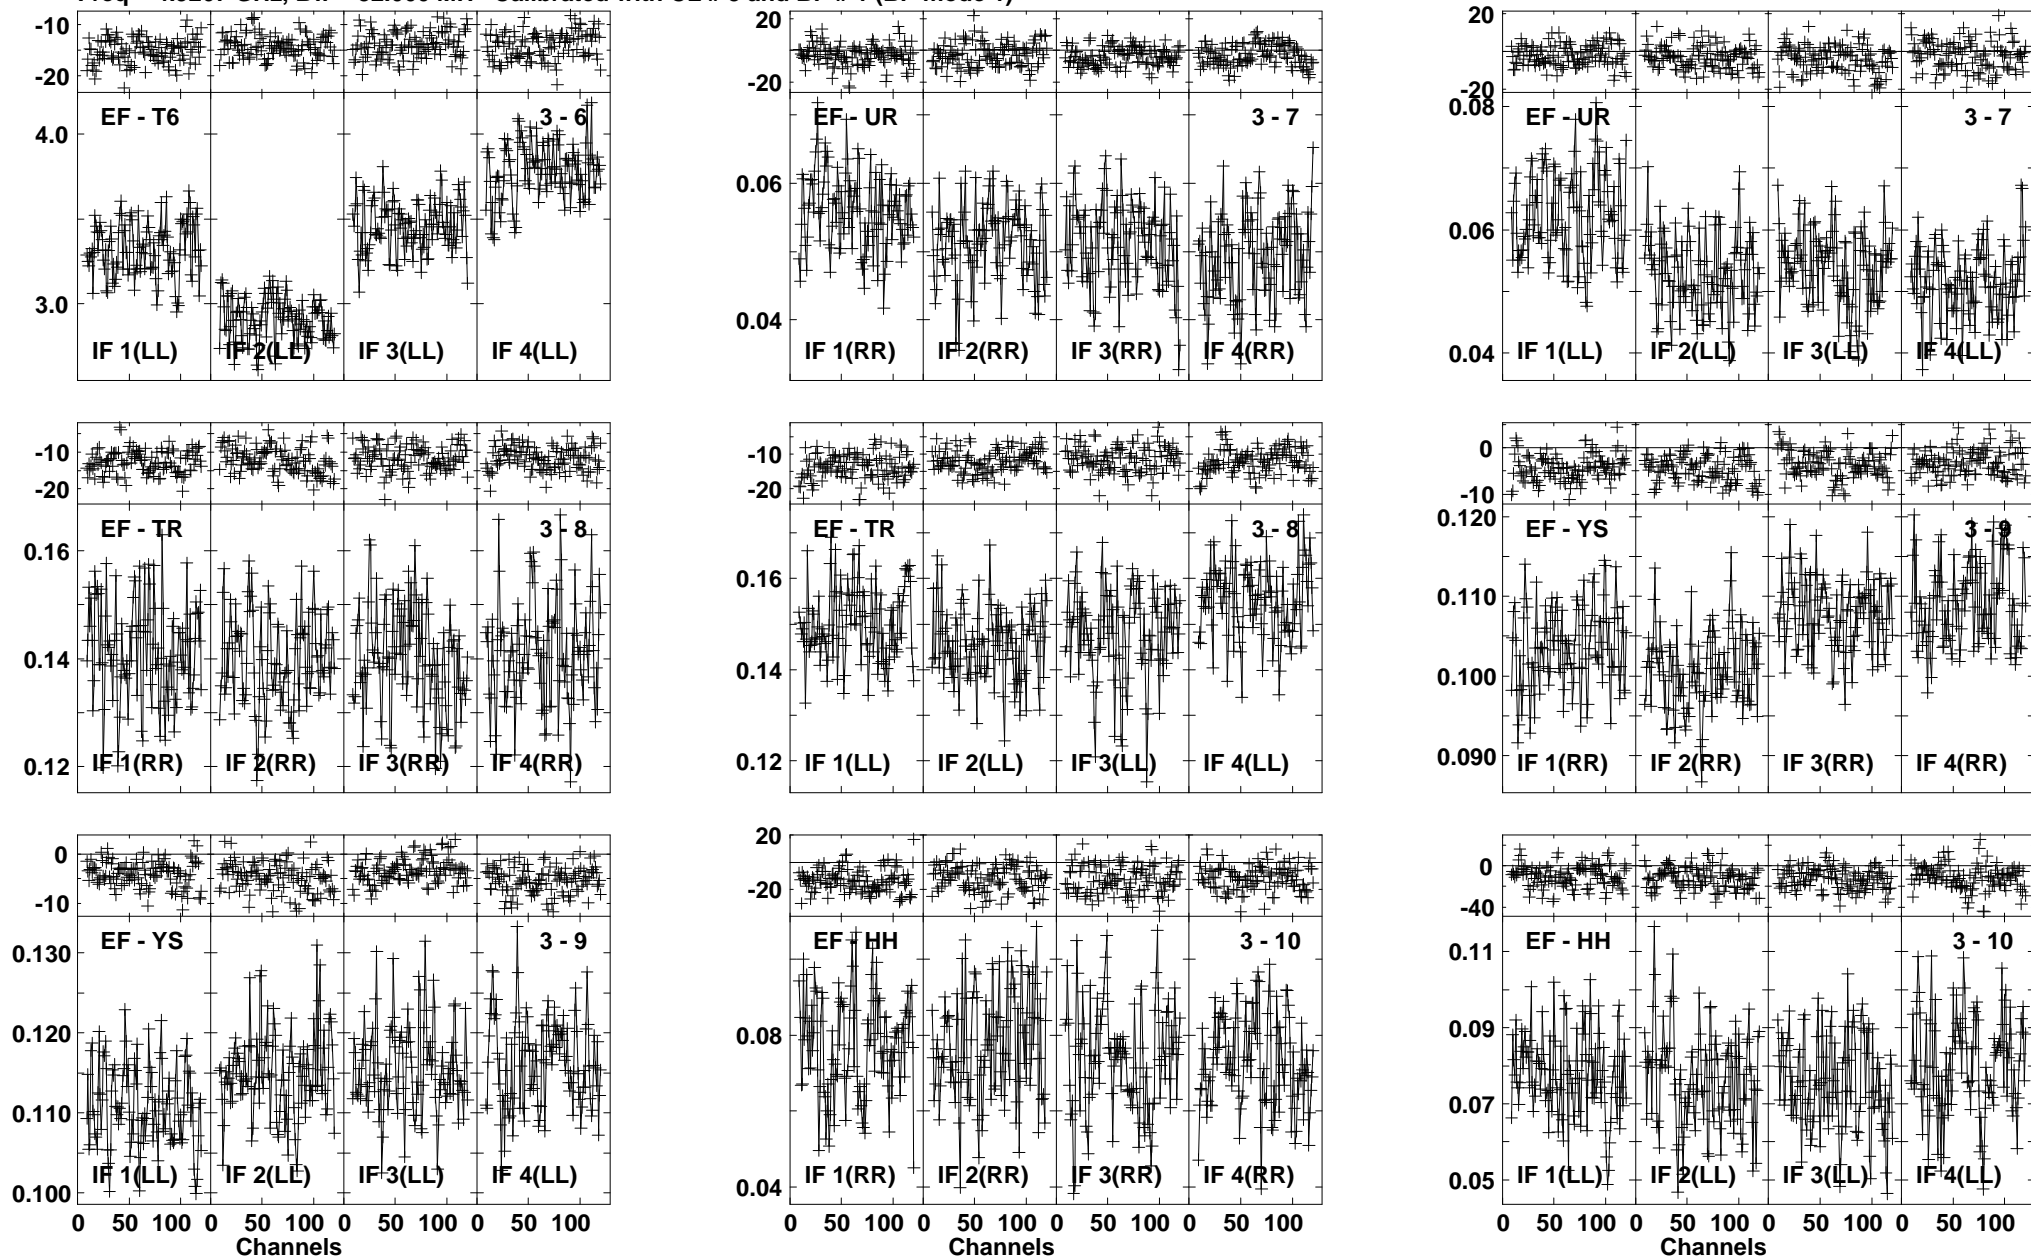 -10
-20
EF - T6
3 - 6
4.0
3.0
IF 1(LL)
IF 2(LL)
IF 3(LL)
IF 4(LL)
20
0
-20
EF - UR
3 - 7
0.06
0.04
IF 1(RR)
IF 2(RR)
IF 3(RR)
IF 4(RR)
20
0
-20
0.08
EF - UR
3 - 7
0.06
0.04
IF 1(LL)
IF 2(LL)
IF 3(LL)
IF 4(LL)
-10
-20
EF - TR
3 - 8
0.16
0.14
0.12
IF 1(RR)
IF 2(RR)
IF 3(RR)
IF 4(RR)
-10
-20
EF - TR
3 - 8
0.16
0.14
0.12
IF 1(LL)
IF 2(LL)
IF 3(LL)
IF 4(LL)
0
-10
0.120
EF - YS
3 - 9
0.110
0.100
0.090
IF 1(RR)
IF 2(RR)
IF 3(RR)
IF 4(RR)
0
-10
EF - YS
3 - 9
0.130
0.120
0.110
0.100
IF 1(LL)
IF 2(LL)
IF 3(LL)
IF 4(LL)
0 50 100 0 50 100 0 50 100 0 50 100
Channels
20
-20
EF - HH
3 - 10
0.08
0.04
IF 1(RR)
IF 2(RR)
IF 3(RR)
IF 4(RR)
0 50 100 0 50 100 0 50 100 0 50 100
Channels
0
-40
EF - HH
3 - 10
0.11
0.09
0.07
0.05
IF 1(LL)
IF 2(LL)
IF 3(LL)
IF 4(LL)
0 50 100 0 50 100 0 50 100 0 50 100
Channels